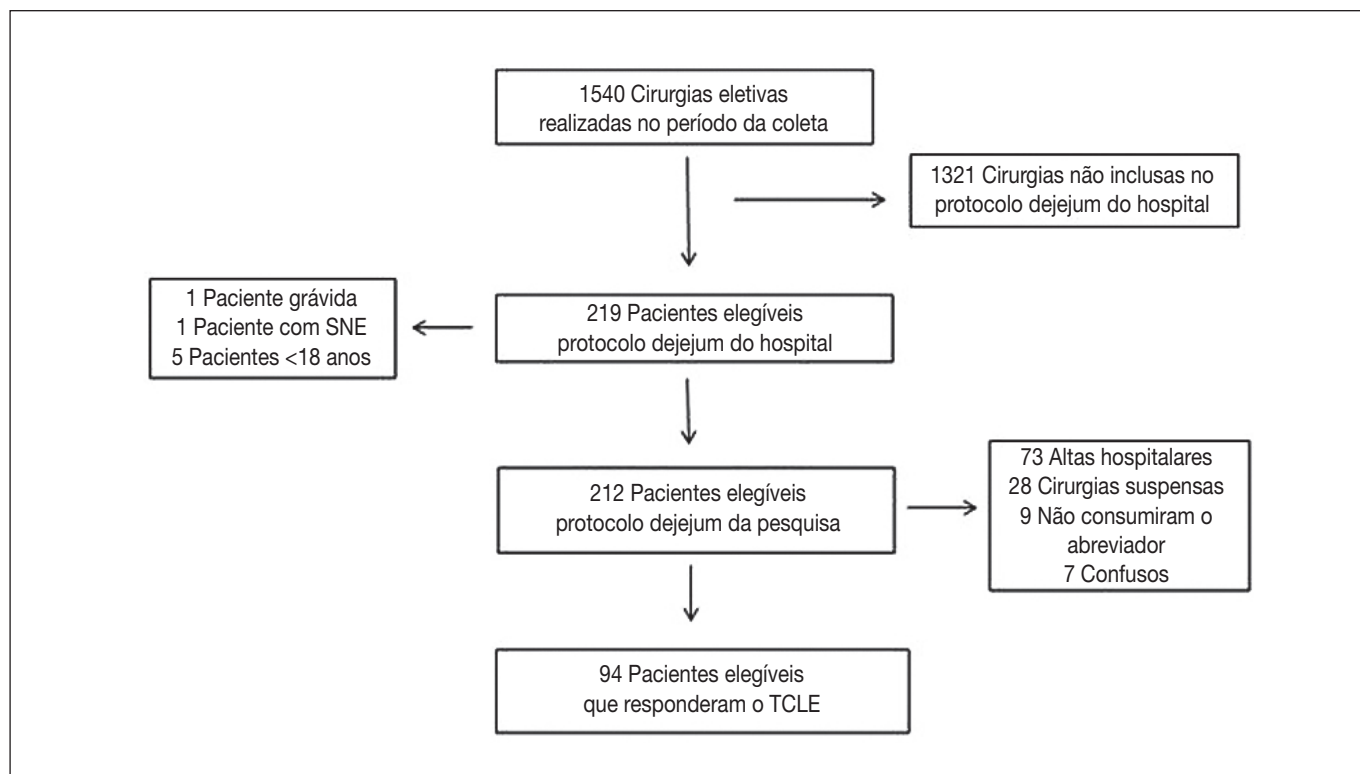 1540 Cirurgias eletivas
realizadas no período da coleta
1321 Cirurgias não inclusas no
protocolo dejejum do hospital
219 Pacientes elegíveis
protocolo dejejum do hospital
1 Paciente grávida
1 Paciente com SNE
5 Pacientes <18 anos
212 Pacientes elegíveis
protocolo dejejum da pesquisa
73 Altas hospitalares
28 Cirurgias suspensas
9 Não consumiram o
abreviador
7 Confusos
94 Pacientes elegíveis
que responderam o TCLE